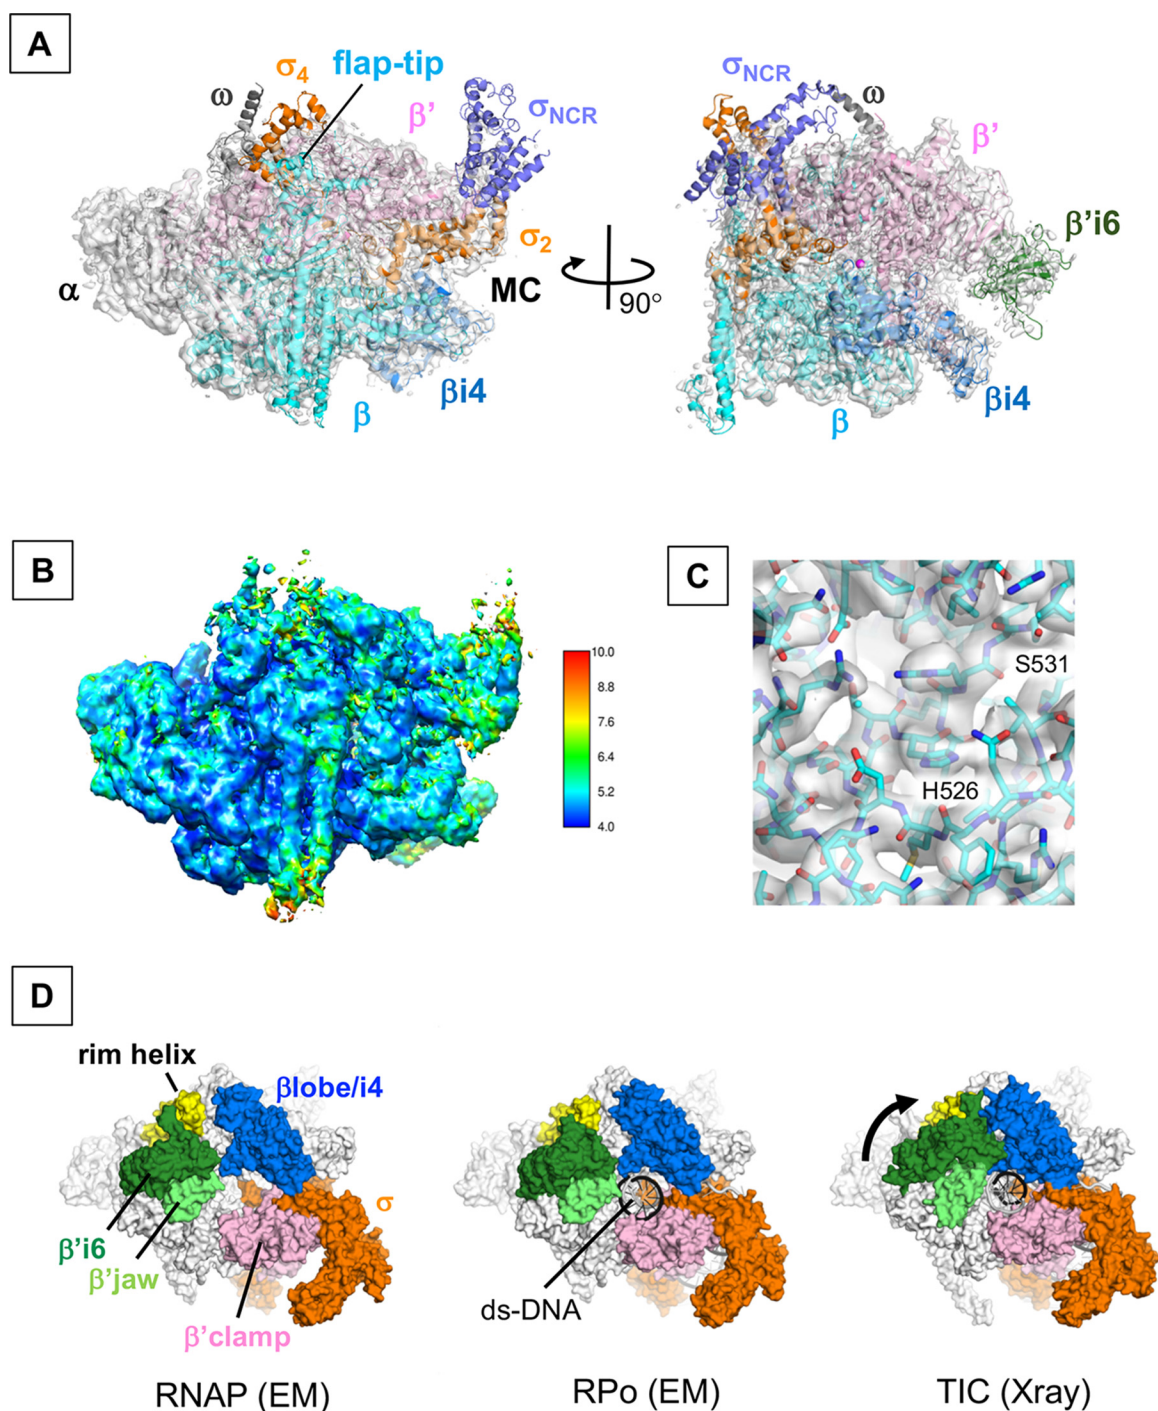 A
ω
σ4
flap-tip
β’
σNCR
σ2
α
MC
βi4
β
90°
σNCR
ω
β’
β’i6
βi4
β
B
10.0
8.8
7.6
6.4
5.2
4.0
C
S531
H526
D
rim helix
βlobe/i4
σ
β’i6
β’jaw
β’clamp
ds-DNA
RNAP (EM)
RPo (EM)
TIC (Xray)